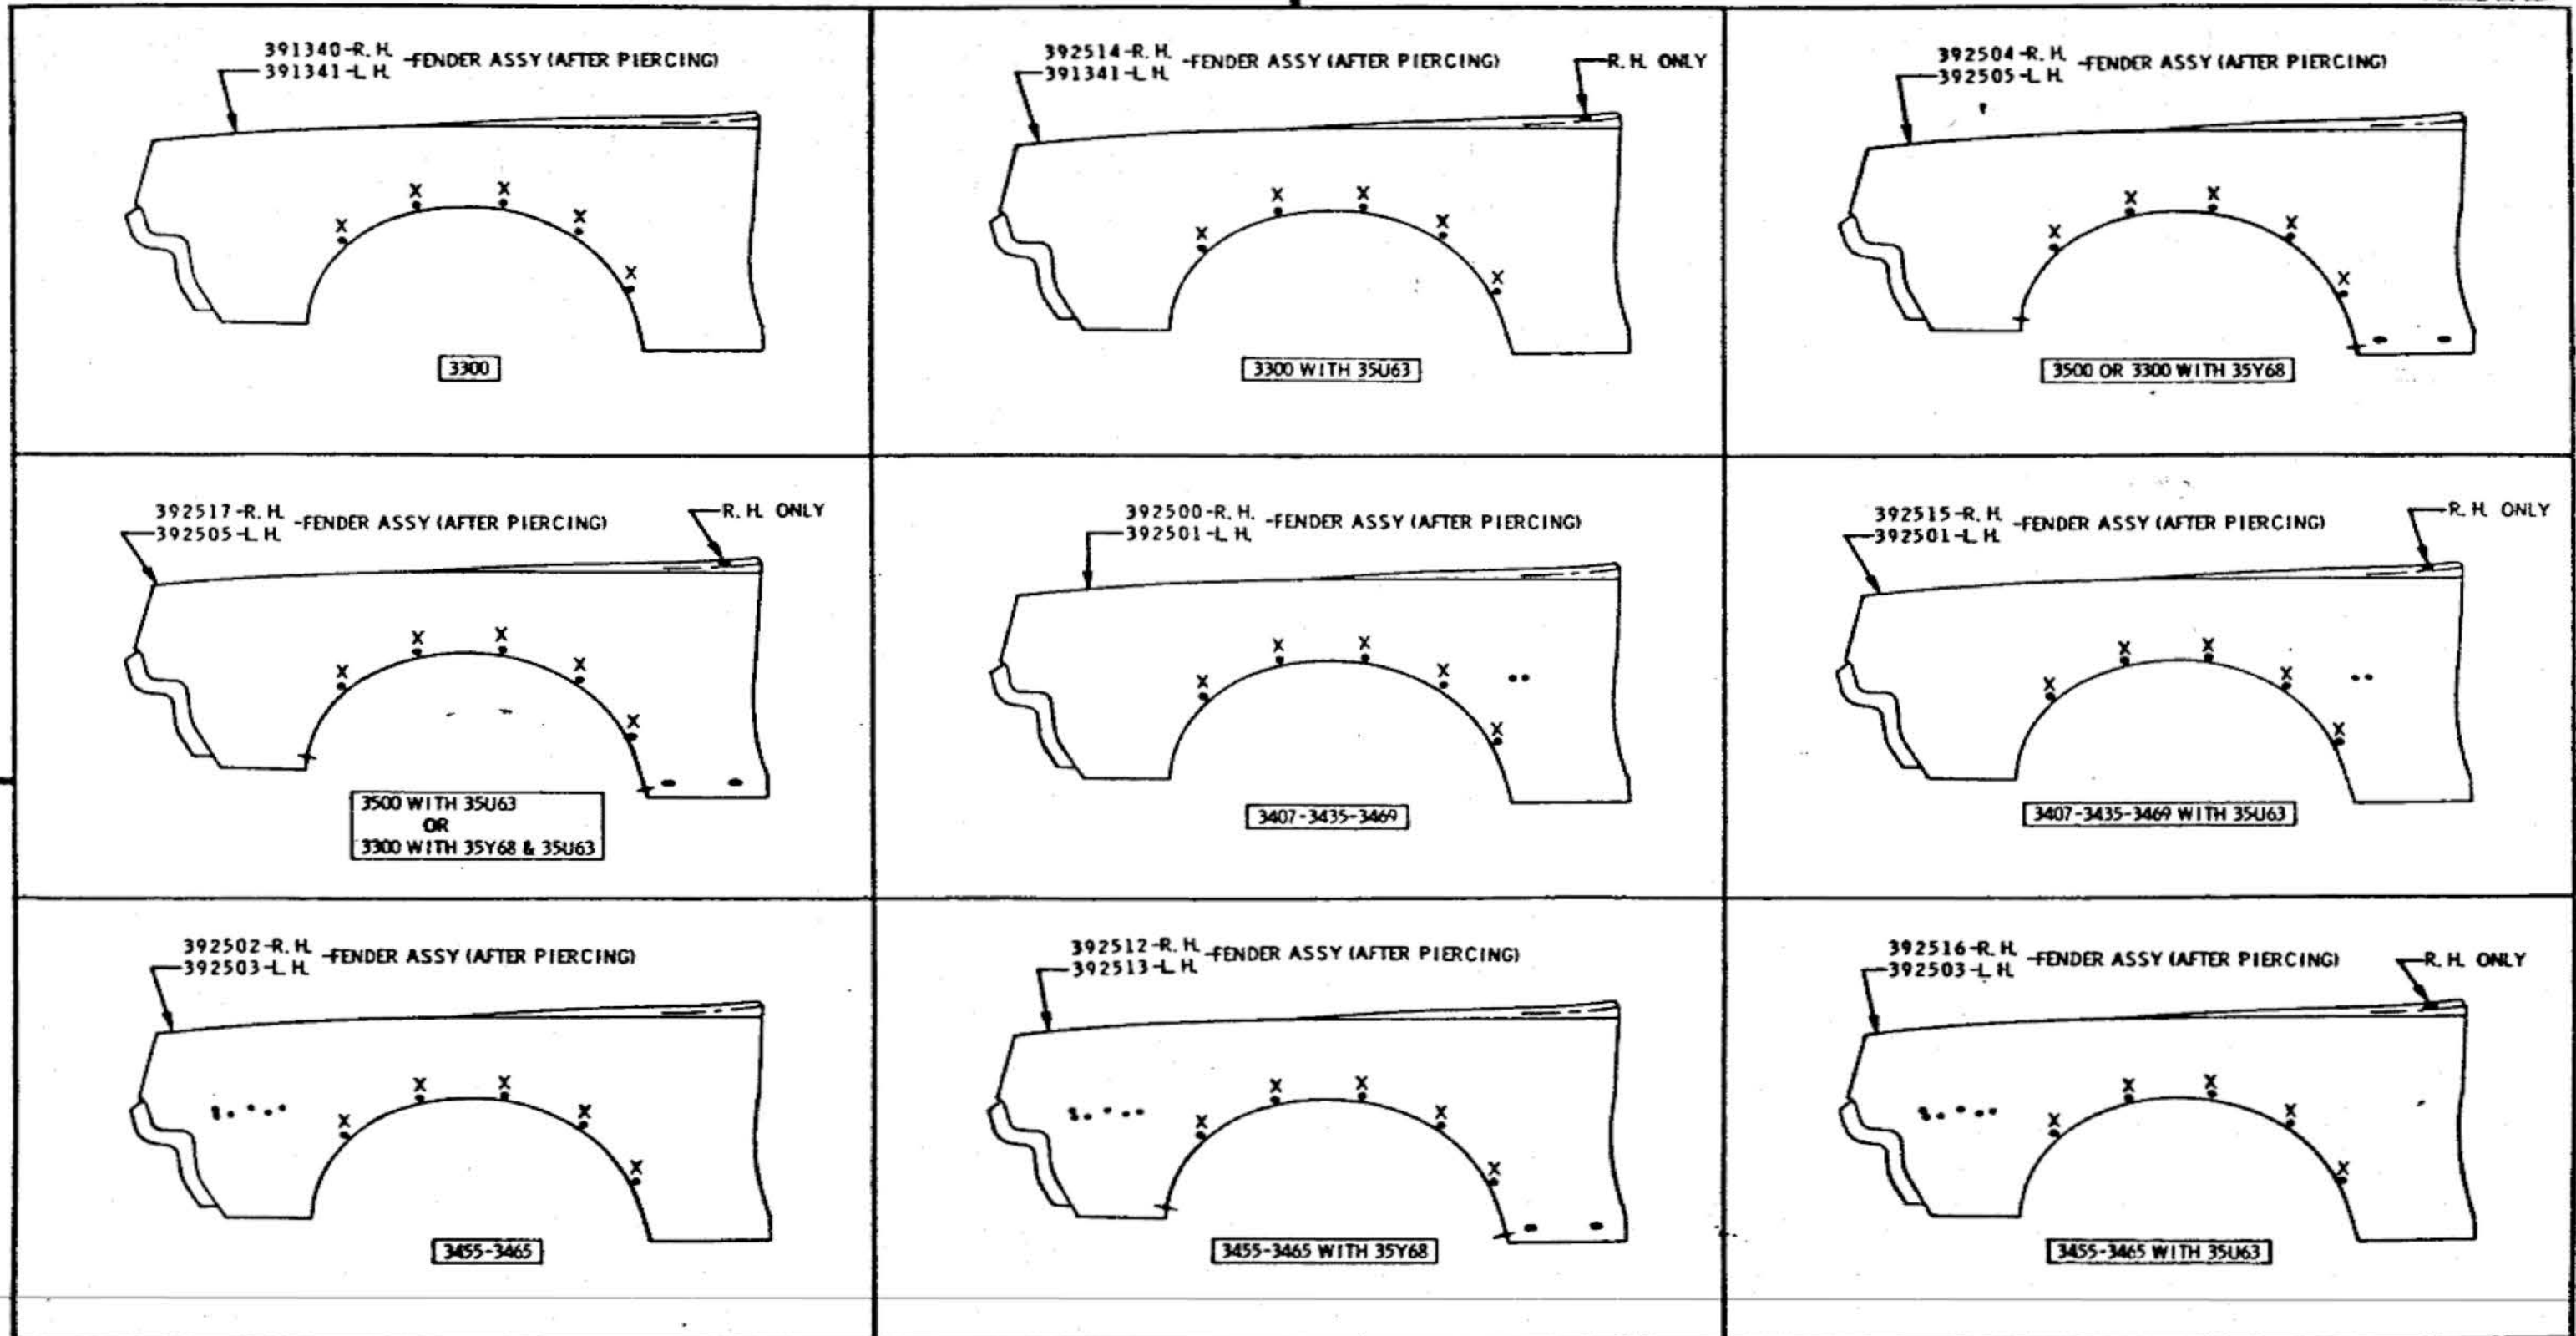 391340-R.H.
391341-L.H. -FENDER ASSY (AFTER PIERCING)
X X X X X
3300
392514-R.H.
391341-L.H. -FENDER ASSY (AFTER PIERCING)
R.H. ONLY
X X X X X
3300 WITH 35U63
392504-R.H.
392505-L.H. -FENDER ASSY (AFTER PIERCING)
X X X X X
3500 OR 3300 WITH 35Y68
392517-R.H.
392505-L.H. -FENDER ASSY (AFTER PIERCING)
R.H. ONLY
X X X X X
3500 WITH 35U63
OR
3300 WITH 35Y68 & 35U63
392500-R.H.
392501-L.H. -FENDER ASSY (AFTER PIERCING)
X X X X X
3407-3435-3469
392515-R.H.
392501-L.H. -FENDER ASSY (AFTER PIERCING)
R.H. ONLY
X X X X X
3407-3435-3469 WITH 35U63
392502-R.H.
392503-L.H. -FENDER ASSY (AFTER PIERCING)
X X X X X
3455-3465
392512-R.H.
392513-L.H. -FENDER ASSY (AFTER PIERCING)
X X X X X
3455-3465 WITH 35Y68
392516-R.H.
392503-L.H. -FENDER ASSY (AFTER PIERCING)
R.H. ONLY
X X X X X
3455-3465 WITH 35U63